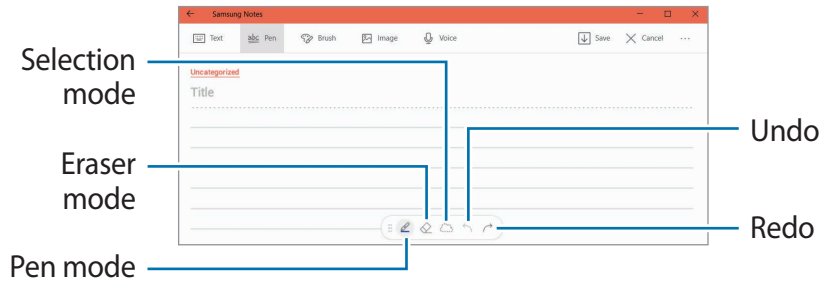 Samsung Notes
Text abc Pen Brush Image Voice Save Cancel
Uncategorized
Title
Selection
mode
Eraser
mode
Pen mode
Undo
Redo